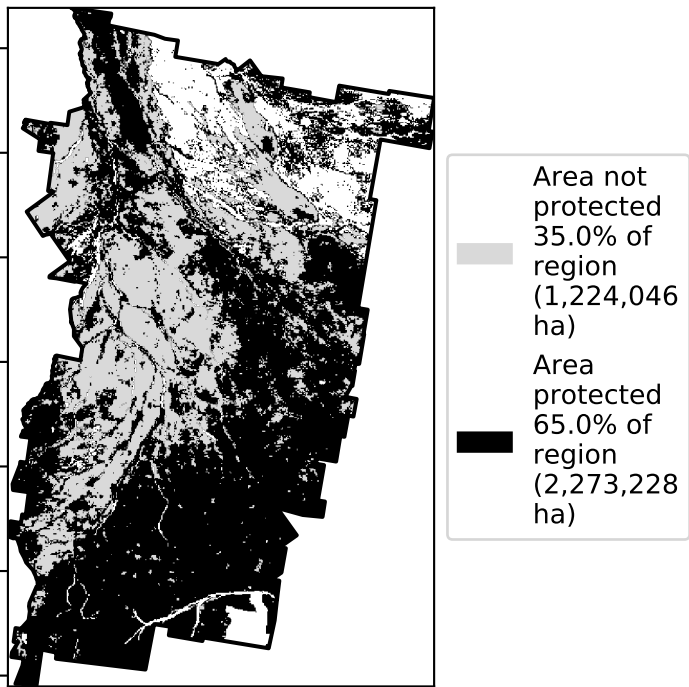 Area not
protected
35.0% of
region
(1,224,046
ha)
Area
protected
65.0% of
region
(2,273,228
ha)